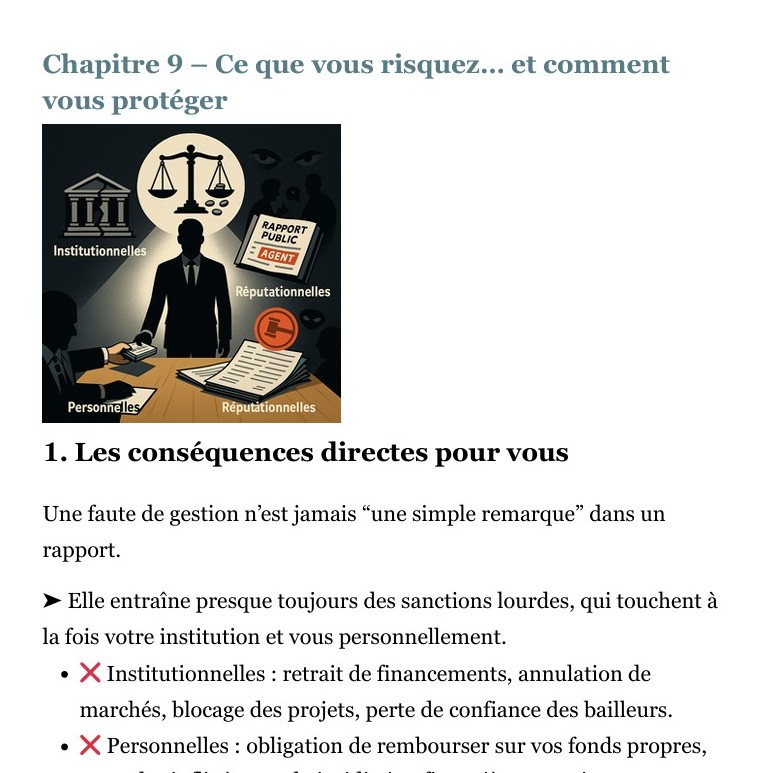 Chapitre 9 – Ce que vous risquez… et comment
vous protéger
Institutionnelles
RAPPORT
PUBLIC
AGENT
Réputationnelles
Personnelles
Réputationnelles
1. Les conséquences directes pour vous
Une faute de gestion n’est jamais “une simple remarque” dans un
rapport.
➤ Elle entraîne presque toujours des sanctions lourdes, qui touchent à
la fois votre institution et vous personnellement.
• ❌ Institutionnelles : retrait de financements, annulation de
marchés, blocage des projets, perte de confiance des bailleurs.
• ❌ Personnelles : obligation de rembourser sur vos fonds propres,